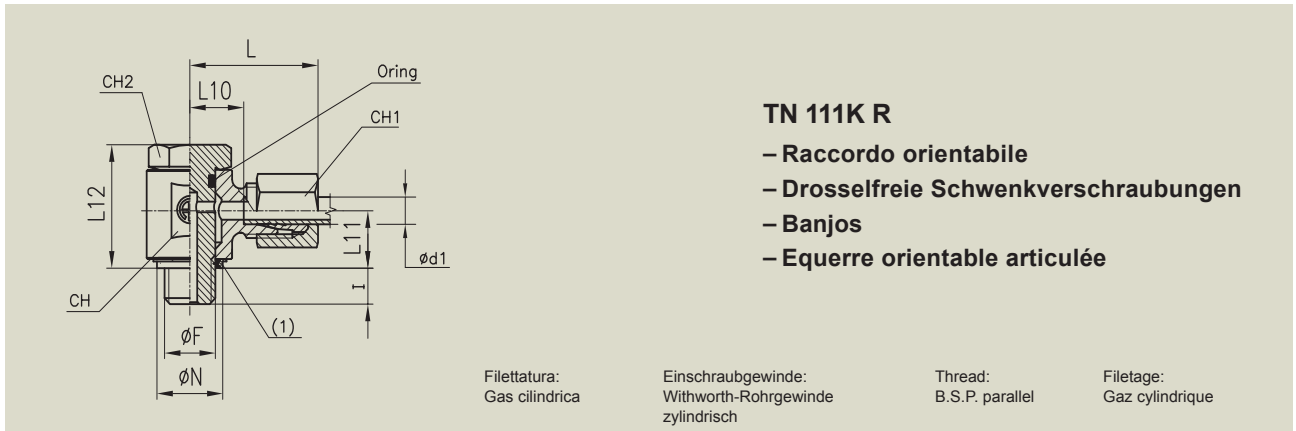 L
Oring
CH2
L10
CH1
L12
L11
ød1
I
CH
(1)
øF
øN
TN 111K R
– Raccordo orientabile
– Drosselfreie Schwenkverschraubungen
– Banjos
– Equerre orientable articulée
Filettatura:
Gas cilindrica
Einschraubgewinde:
Withworth-Rohrgewinde
zylindrisch
Thread:
B.S.P. parallel
Filetage:
Gaz cylindrique